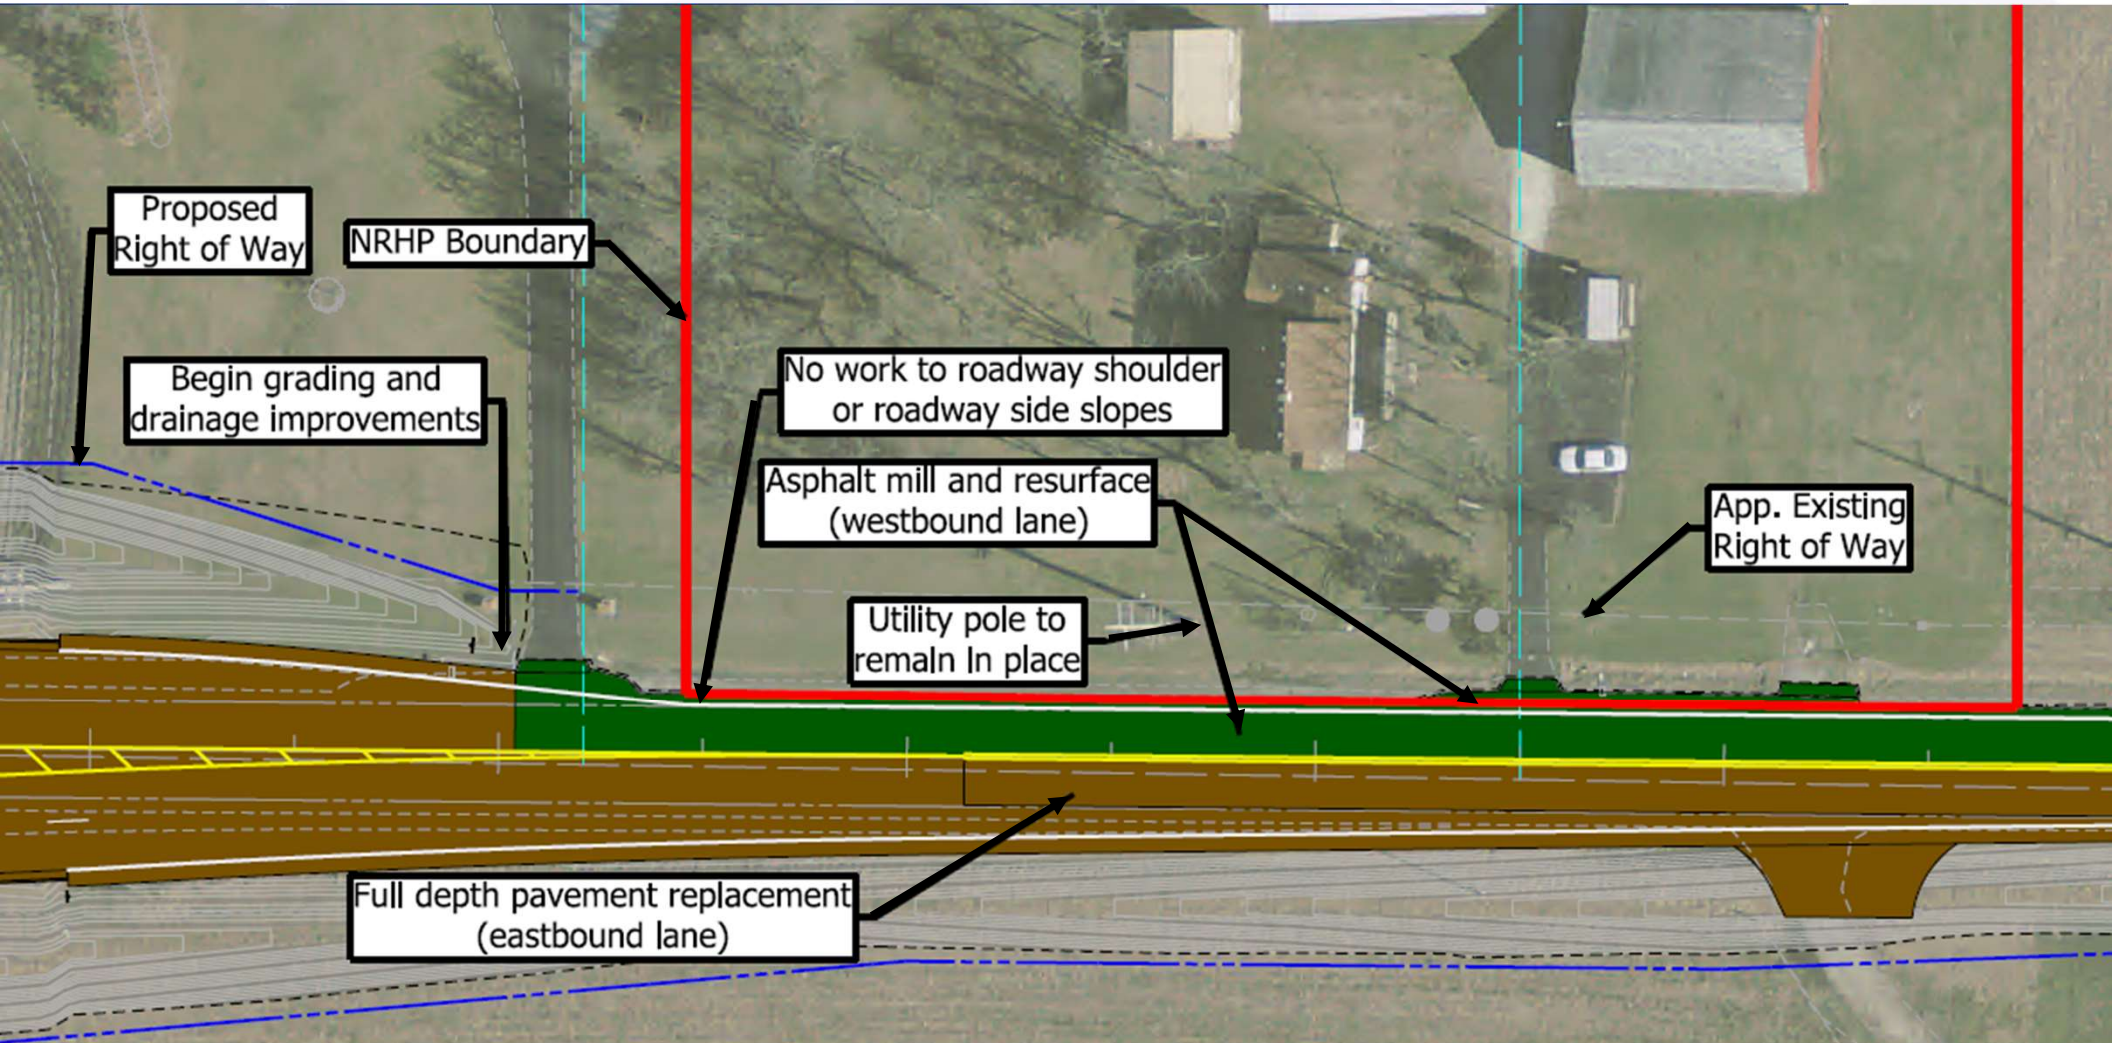 Proposed
Right of Way
NRHP Boundary
Begin grading and
drainage improvements
No work to roadway shoulder
or roadway side slopes
Asphalt mill and resurface
(westbound lane)
App. Existing
Right of Way
Utility pole to
remain in place
Full depth pavement replacement
(eastbound lane)